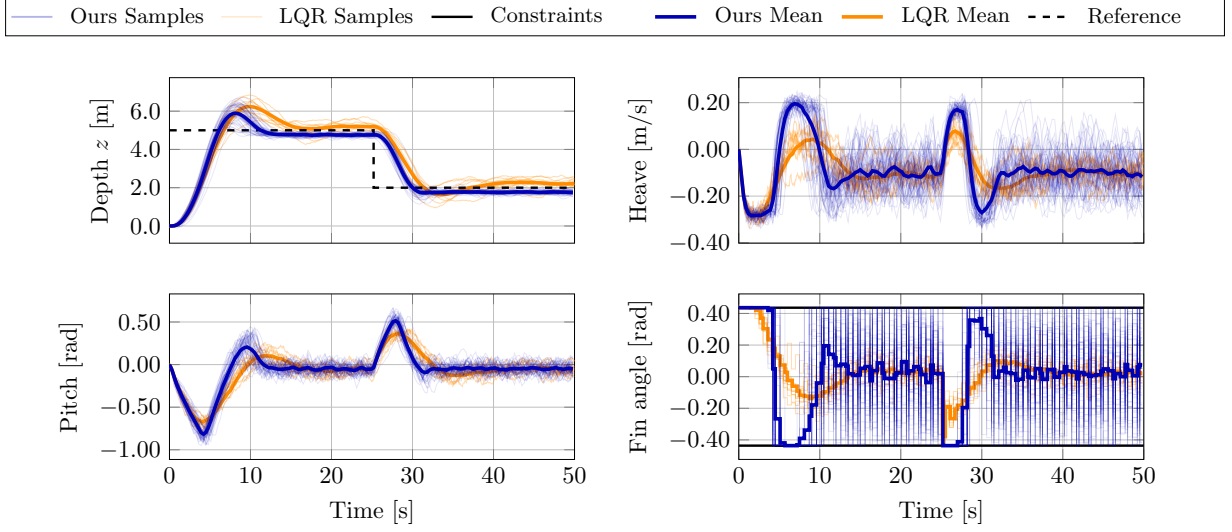 Ours Samples LQR Samples Constraints Ours Mean LQR Mean Reference
Depth z [m]
6.0
4.0
2.0
0.0
Heave [m/s]
0.20
0.00
−0.20
−0.40
Pitch [rad]
0.50
0.00
−0.50
−1.00
0 10 20 30 40 50
Time [s]
Fin angle [rad]
0.40
0.20
0.00
−0.20
−0.40
0 10 20 30 40 50
Time [s]